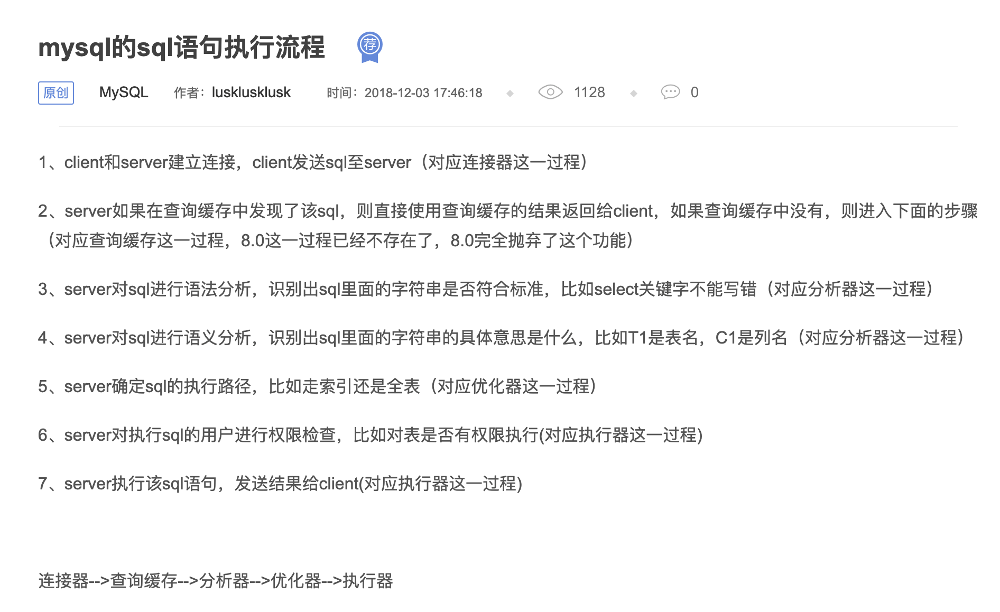 mysql的sql语句执行流程 荐
原创 MySQL 作者：lusklusklusk 时间：2018-12-03 17:46:18 1128 0
1、client和server建立连接，client发送sql至server（对应连接器这一过程）
2、server如果在查询缓存中发现了该sql，则直接使用查询缓存的结果返回给client，如果查询缓存中没有，则进入下面的步骤
（对应查询缓存这一过程，8.0这一过程已经不存在了，8.0完全抛弃了这个功能）
3、server对sql进行语法分析，识别出sql里面的字符串是否符合标准，比如select关键字不能写错（对应分析器这一过程）
4、server对sql进行语义分析，识别出sql里面的字符串的具体意思是什么，比如T1是表名，C1是列名（对应分析器这一过程）
5、server确定sql的执行路径，比如走索引还是全表（对应优化器这一过程）
6、server对执行sql的用户进行权限检查，比如对表是否有权限执行(对应执行器这一过程)
7、server执行该sql语句，发送结果给client(对应执行器这一过程)
连接器-->查询缓存-->分析器-->优化器-->执行器